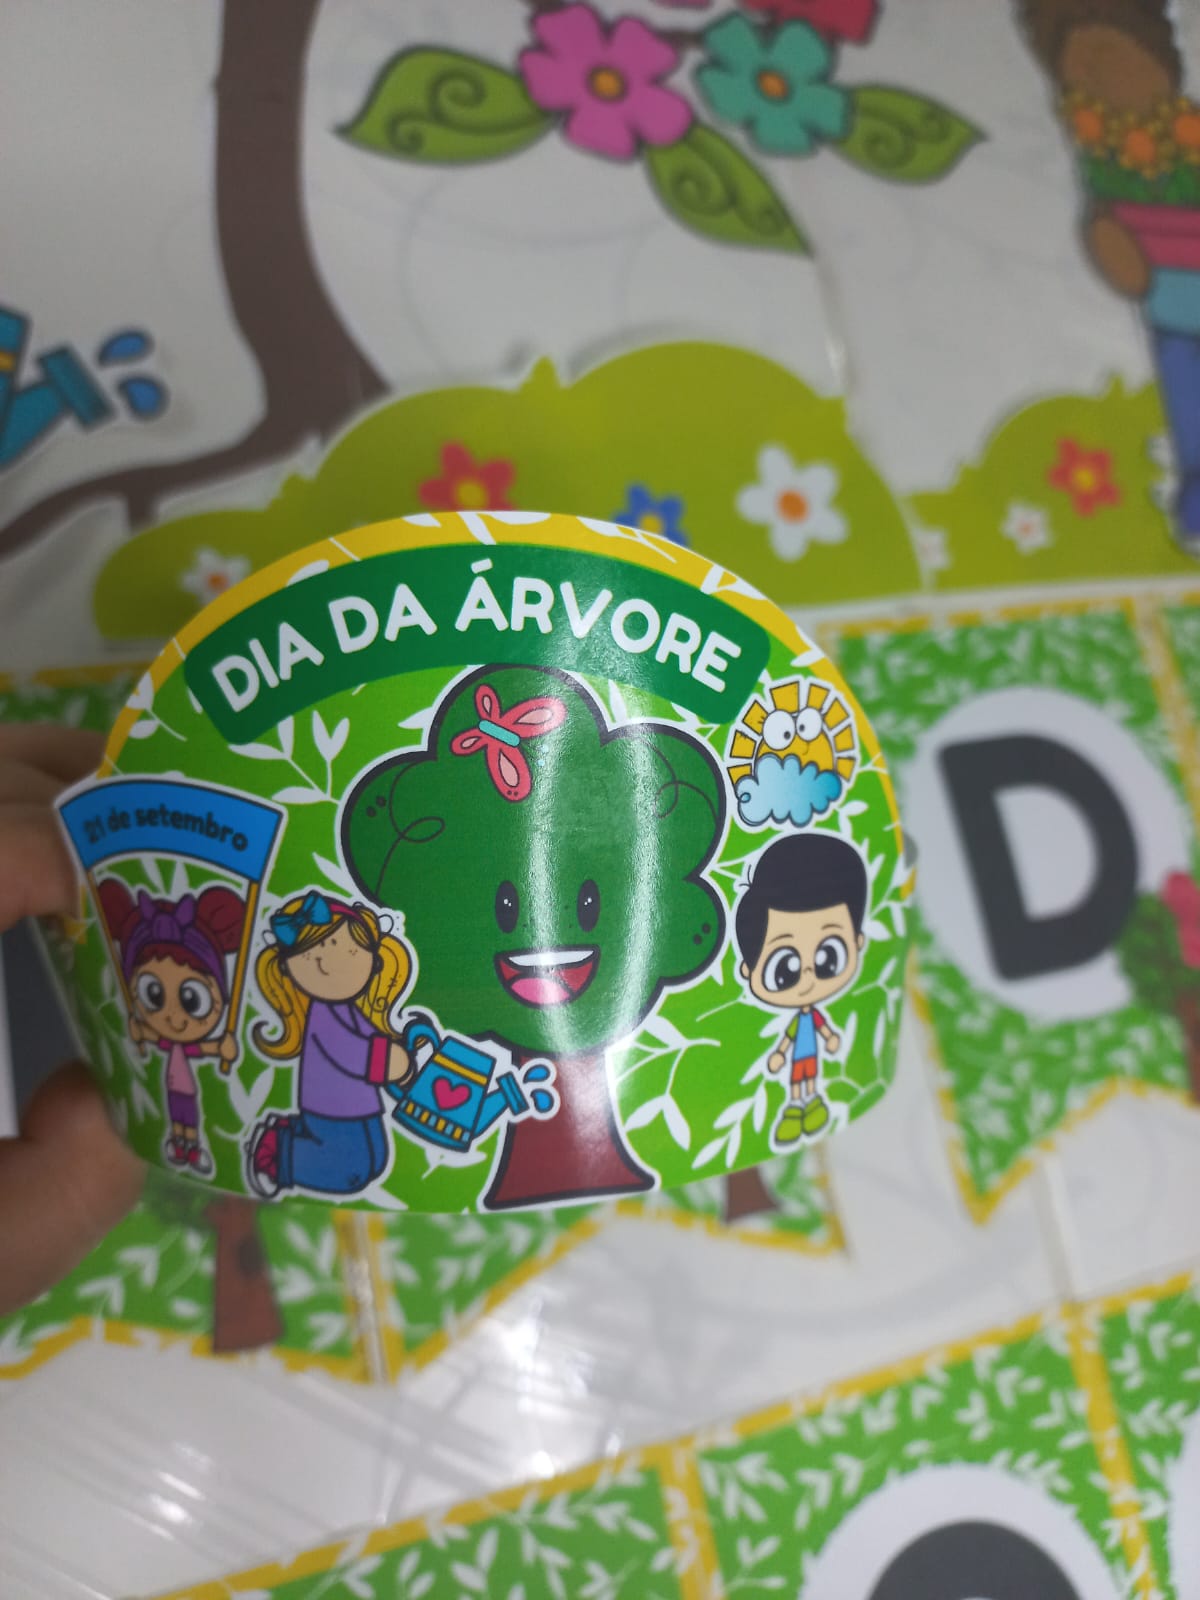 DIA DA ÁRVORE
21 de setembro
D